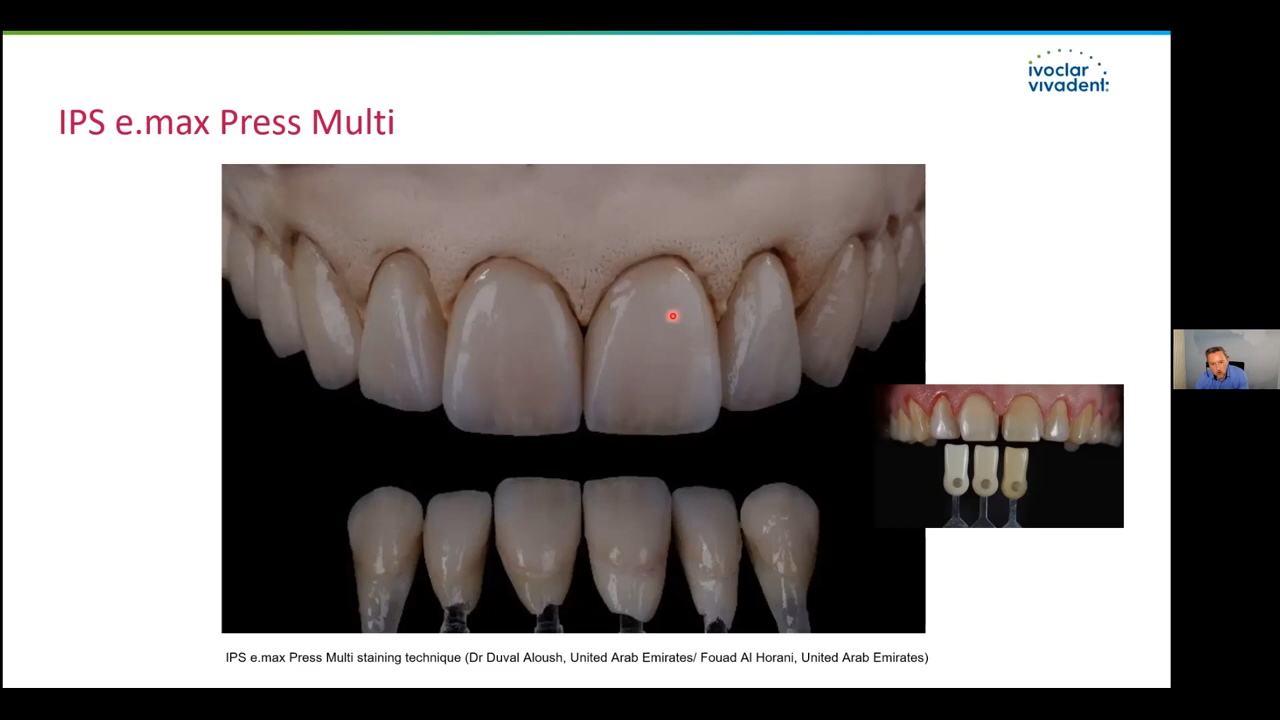 ivoclar
vivadent:
IPS e.max Press Multi
IPS e.max Press Multi staining technique (Dr Duval Aloush, United Arab Emirates/ Fouad Al Horani, United Arab Emirates)